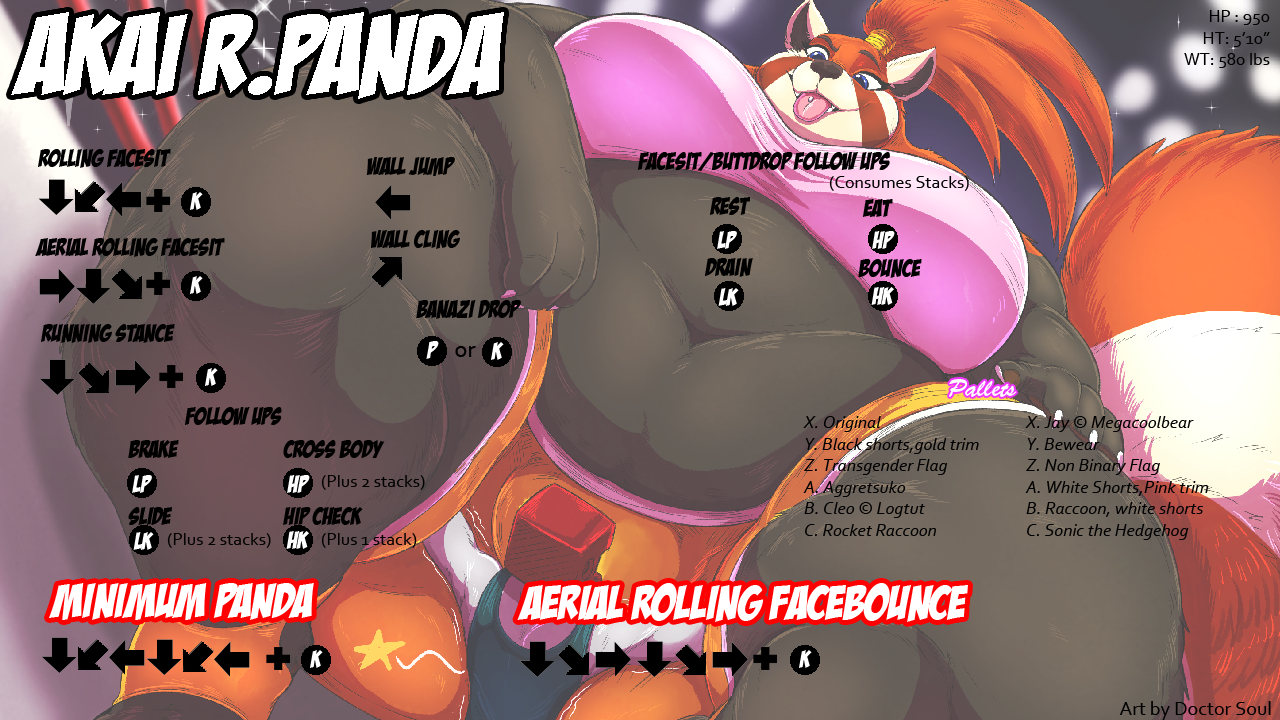 AKAI R.PANDA
HP : 950
HT: 5'10"
WT: 580 lbs
ROLLING FACESIT
+ K
AERIAL ROLLING FACESIT
+ K
RUNNING STANCE
+ K
FOLLOW UPS
BRAKE CROSS BODY
LP HP (Plus 2 stacks)
SLIDE HIP CHECK
LK (Plus 2 stacks) HK (Plus 1 stack)
WALL JUMP
WALL CLING
BANAZI DROP
P or K
FACESIT/BUTTDROP FOLLOW UPS
(Consumes Stacks)
REST EAT
LP HP
DRAIN BOUNCE
LK HK
Pallets
X. Original X. Jay © Megacoolbear
Y. Black shorts,gold trim Y. Bewear
Z. Transgender Flag Z. Non Binary Flag
A. Aggretsuko A. White Shorts,Pink trim
B. Cleo © Logtut B. Raccoon, white shorts
C. Rocket Raccoon C. Sonic the Hedgehog
MINIMUM PANDA
+ K
AERIAL ROLLING FACEBOUNCE
+ K
Art by Doctor Soul